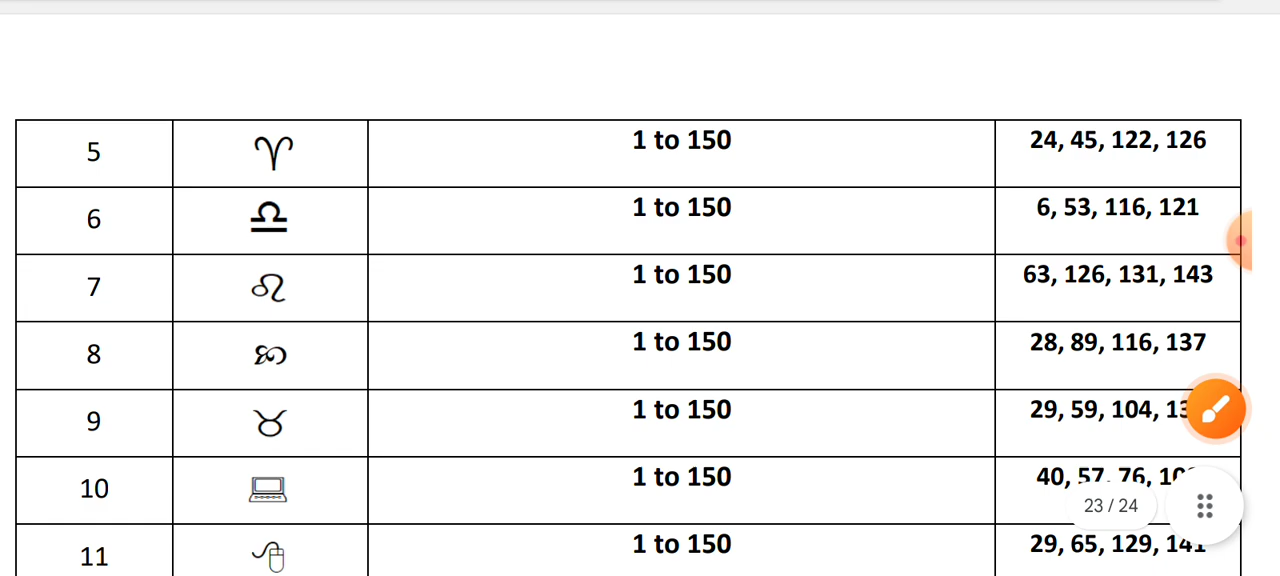 5 ♈ 1 to 150 24, 45, 122, 126
6 ♎ 1 to 150 6, 53, 116, 121
7 ♌ 1 to 150 63, 126, 131, 143
8 1 to 150 28, 89, 116, 137
9 ♉ 1 to 150 29, 59, 104,
10 1 to 150 40, 57, 76,
23 / 24
11 1 to 150 29, 65, 129, 141